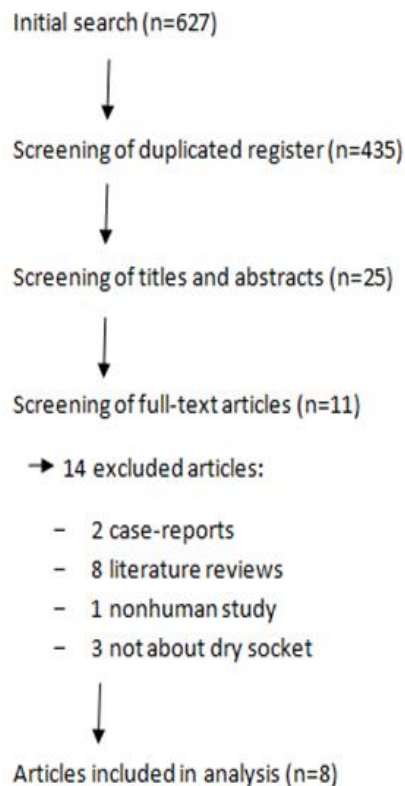 Initial search (n=627)
Screening of duplicated register (n=435)
Screening of titles and abstracts (n=25)
Screening of full-text articles (n=11)
14 excluded articles:
- 2 case-reports
- 8 literature reviews
- 1 nonhuman study
- 3 not about dry socket
Articles included in analysis (n=8)